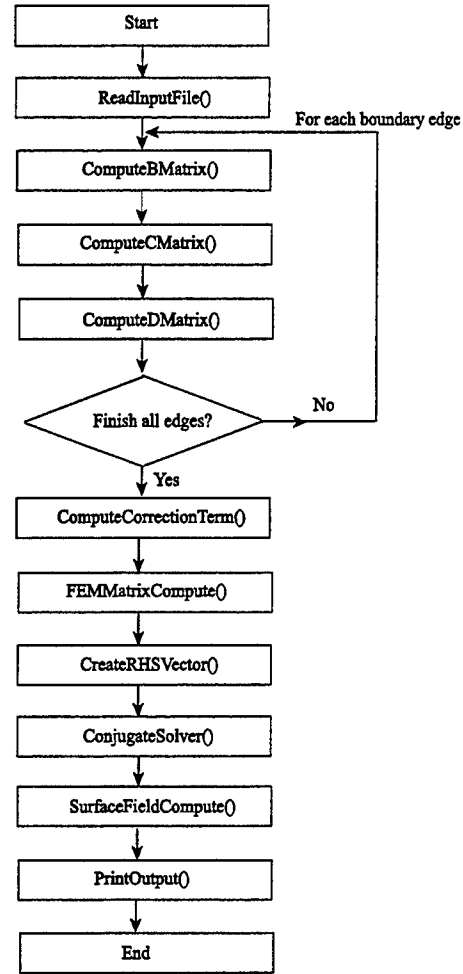 Start
ReadInputFile()
For each boundary edge
ComputeBMatrix()
ComputeCMatrix()
ComputeDMatrix()
Finish all edges?
No
Yes
ComputeCorrectionTerm()
FEMMatrixCompute()
CreateRHSVector()
ConjugateSolver()
SurfaceFieldCompute()
PrintOutput()
End